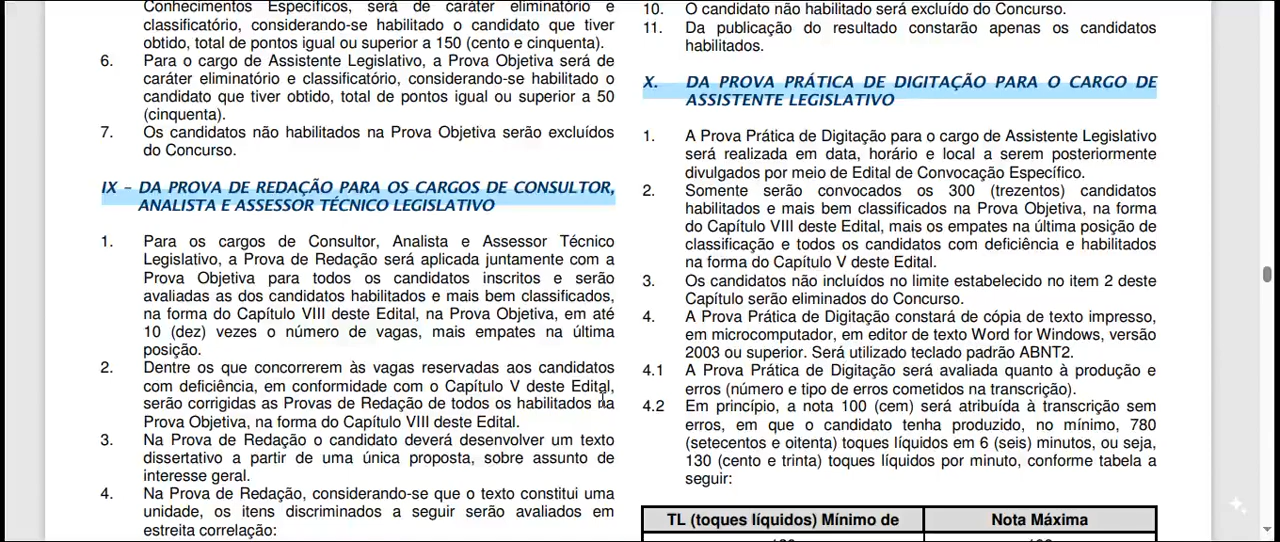 Conhecimentos Específicos, será de caráter eliminatório e
classificatório, considerando-se habilitado o candidato que tiver
obtido, total de pontos igual ou superior a 150 (cento e cinquenta).
6. Para o cargo de Assistente Legislativo, a Prova Objetiva será de
caráter eliminatório e classificatório, considerando-se habilitado o
candidato que tiver obtido, total de pontos igual ou superior a 50
(cinquenta).
7. Os candidatos não habilitados na Prova Objetiva serão excluídos
do Concurso.
IX – DA PROVA DE REDAÇÃO PARA OS CARGOS DE CONSULTOR,
ANALISTA E ASSESSOR TÉCNICO LEGISLATIVO
1. Para os cargos de Consultor, Analista e Assessor Técnico
Legislativo, a Prova de Redação será aplicada juntamente com a
Prova Objetiva para todos os candidatos inscritos e serão
avaliadas as dos candidatos habilitados e mais bem classificados,
na forma do Capítulo VIII deste Edital, na Prova Objetiva, em até
10 (dez) vezes o número de vagas, mais empates na última
posição.
2. Dentre os que concorrerem às vagas reservadas aos candidatos
com deficiência, em conformidade com o Capítulo V deste Edital,
serão corrigidas as Provas de Redação de todos os habilitados na
Prova Objetiva, na forma do Capítulo VIII deste Edital.
3. Na Prova de Redação o candidato deverá desenvolver um texto
dissertativo a partir de uma única proposta, sobre assunto de
interesse geral.
4. Na Prova de Redação, considerando-se que o texto constitui uma
unidade, os itens discriminados a seguir serão avaliados em
estreita correlação:
10. O candidato não habilitado será excluído do Concurso.
11. Da publicação do resultado constarão apenas os candidatos
habilitados.
X. DA PROVA PRÁTICA DE DIGITAÇÃO PARA O CARGO DE
ASSISTENTE LEGISLATIVO
1. A Prova Prática de Digitação para o cargo de Assistente Legislativo
será realizada em data, horário e local a serem posteriormente
divulgados por meio de Edital de Convocação Específico.
2. Somente serão convocados os 300 (trezentos) candidatos
habilitados e mais bem classificados na Prova Objetiva, na forma
do Capítulo VIII deste Edital, mais os empates na última posição de
classificação e todos os candidatos com deficiência e habilitados
na forma do Capítulo V deste Edital.
3. Os candidatos não incluídos no limite estabelecido no item 2 deste
Capítulo serão eliminados do Concurso.
4. A Prova Prática de Digitação constará de cópia de texto impresso,
em microcomputador, em editor de texto Word for Windows, versão
2003 ou superior. Será utilizado teclado padrão ABNT2.
4.1 A Prova Prática de Digitação será avaliada quanto à produção e
erros (número e tipo de erros cometidos na transcrição).
4.2 Em princípio, a nota 100 (cem) será atribuída à transcrição sem
erros, em que o candidato tenha produzido, no mínimo, 780
(setecentos e oitenta) toques líquidos em 6 (seis) minutos, ou seja,
130 (cento e trinta) toques líquidos por minuto, conforme tabela a
seguir:
TL (toques líquidos) Mínimo de Nota Máxima